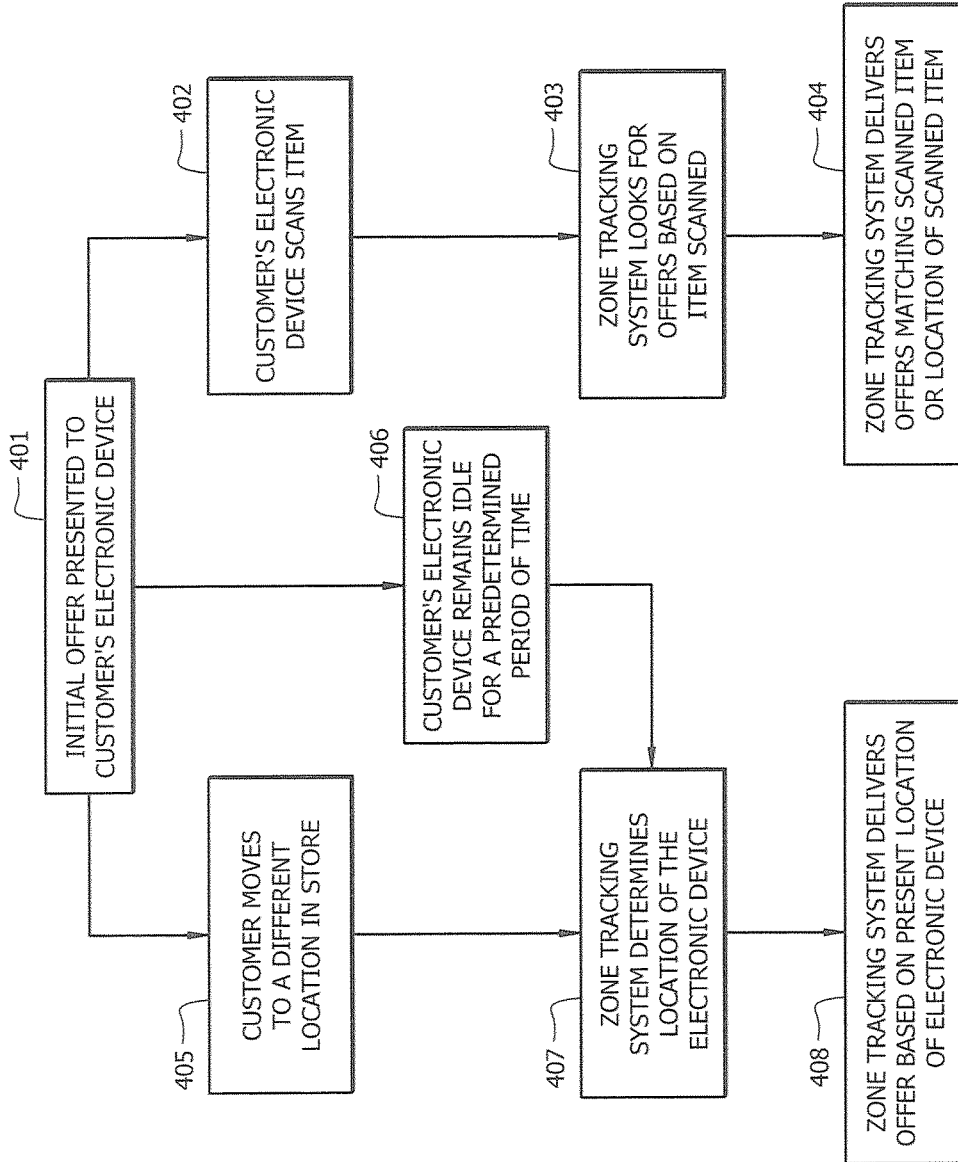 401
INITIAL OFFER PRESENTED TO
CUSTOMER'S ELECTRONIC DEVICE
402
CUSTOMER'S ELECTRONIC
DEVICE SCANS ITEM
403
ZONE TRACKING
SYSTEM LOOKS FOR
OFFERS BASED ON
ITEM SCANNED
404
ZONE TRACKING SYSTEM DELIVERS
OFFERS MATCHING SCANNED ITEM
OR LOCATION OF SCANNED ITEM
405
CUSTOMER MOVES
TO A DIFFERENT
LOCATION IN STORE
406
CUSTOMER'S ELECTRONIC
DEVICE REMAINS IDLE
FOR A PREDETERMINED
PERIOD OF TIME
407
ZONE TRACKING
SYSTEM DETERMINES
LOCATION OF THE
ELECTRONIC DEVICE
408
ZONE TRACKING SYSTEM DELIVERS
OFFER BASED ON PRESENT LOCATION
OF ELECTRONIC DEVICE